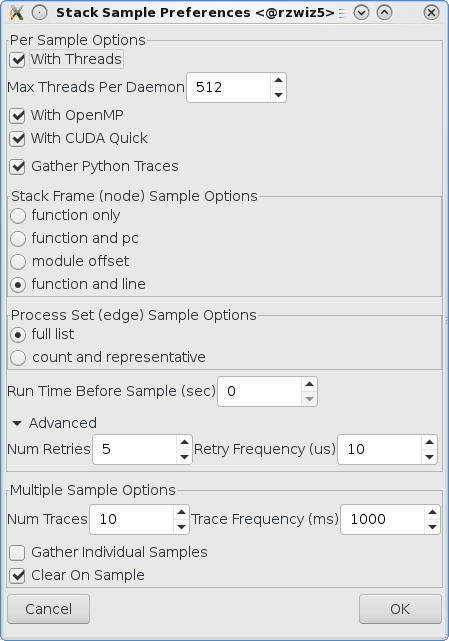 Stack Sample Preferences <@rzwiz5>
Per Sample Options
With Threads
Max Threads Per Daemon 512
With OpenMP
With CUDA Quick
Gather Python Traces
Stack Frame (node) Sample Options
function only
function and pc
module offset
function and line
Process Set (edge) Sample Options
full list
count and representative
Run Time Before Sample (sec) 0
Advanced
Num Retries 5 Retry Frequency (us) 10
Multiple Sample Options
Num Traces 10 Trace Frequency (ms) 1000
Gather Individual Samples
Clear On Sample
Cancel OK